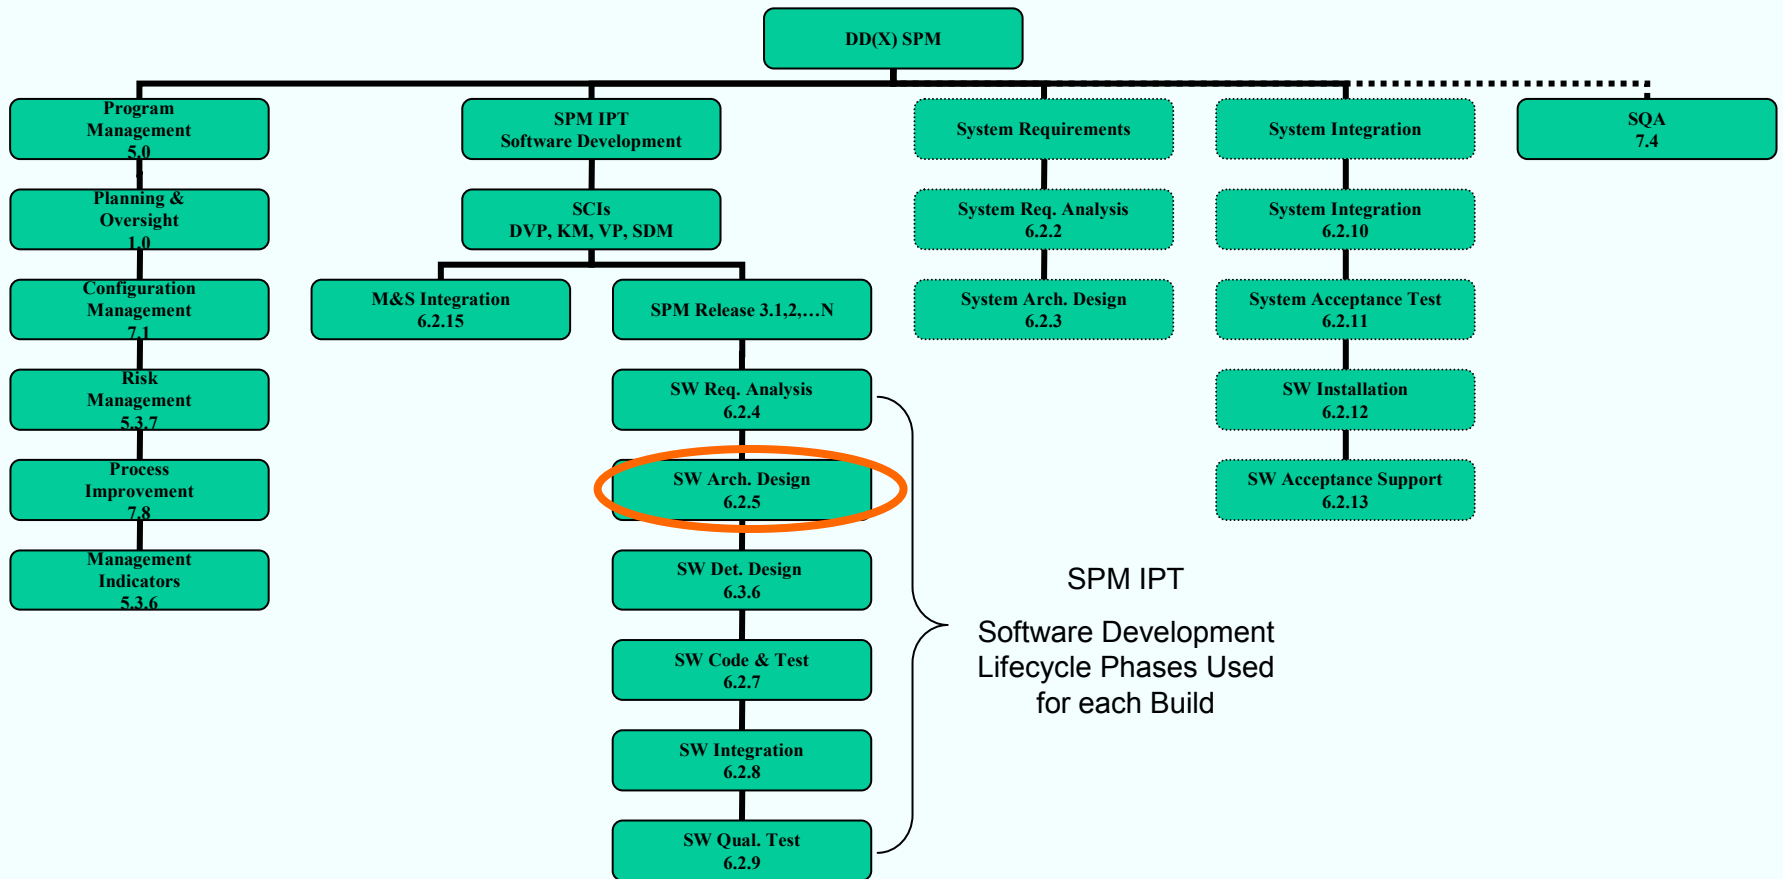 DD(X) SPM
Program
Management
5.0
Planning &
Oversight
1.0
Configuration
Management
7.1
Risk
Management
5.3.7
Process
Improvement
7.8
Management
Indicators
5.3.6
SPM IPT
Software Development
SCIs
DVP, KM, VP, SDM
M&S Integration
6.2.15
SPM Release 3.1,2,…N
SW Req. Analysis
6.2.4
SW Arch. Design
6.2.5
SW Det. Design
6.3.6
SW Code & Test
6.2.7
SW Integration
6.2.8
SW Qual. Test
6.2.9
SPM IPT
Software Development
Lifecycle Phases Used
for each Build
System Requirements
System Req. Analysis
6.2.2
System Arch. Design
6.2.3
System Integration
System Integration
6.2.10
System Acceptance Test
6.2.11
SW Installation
6.2.12
SW Acceptance Support
6.2.13
SQA
7.4